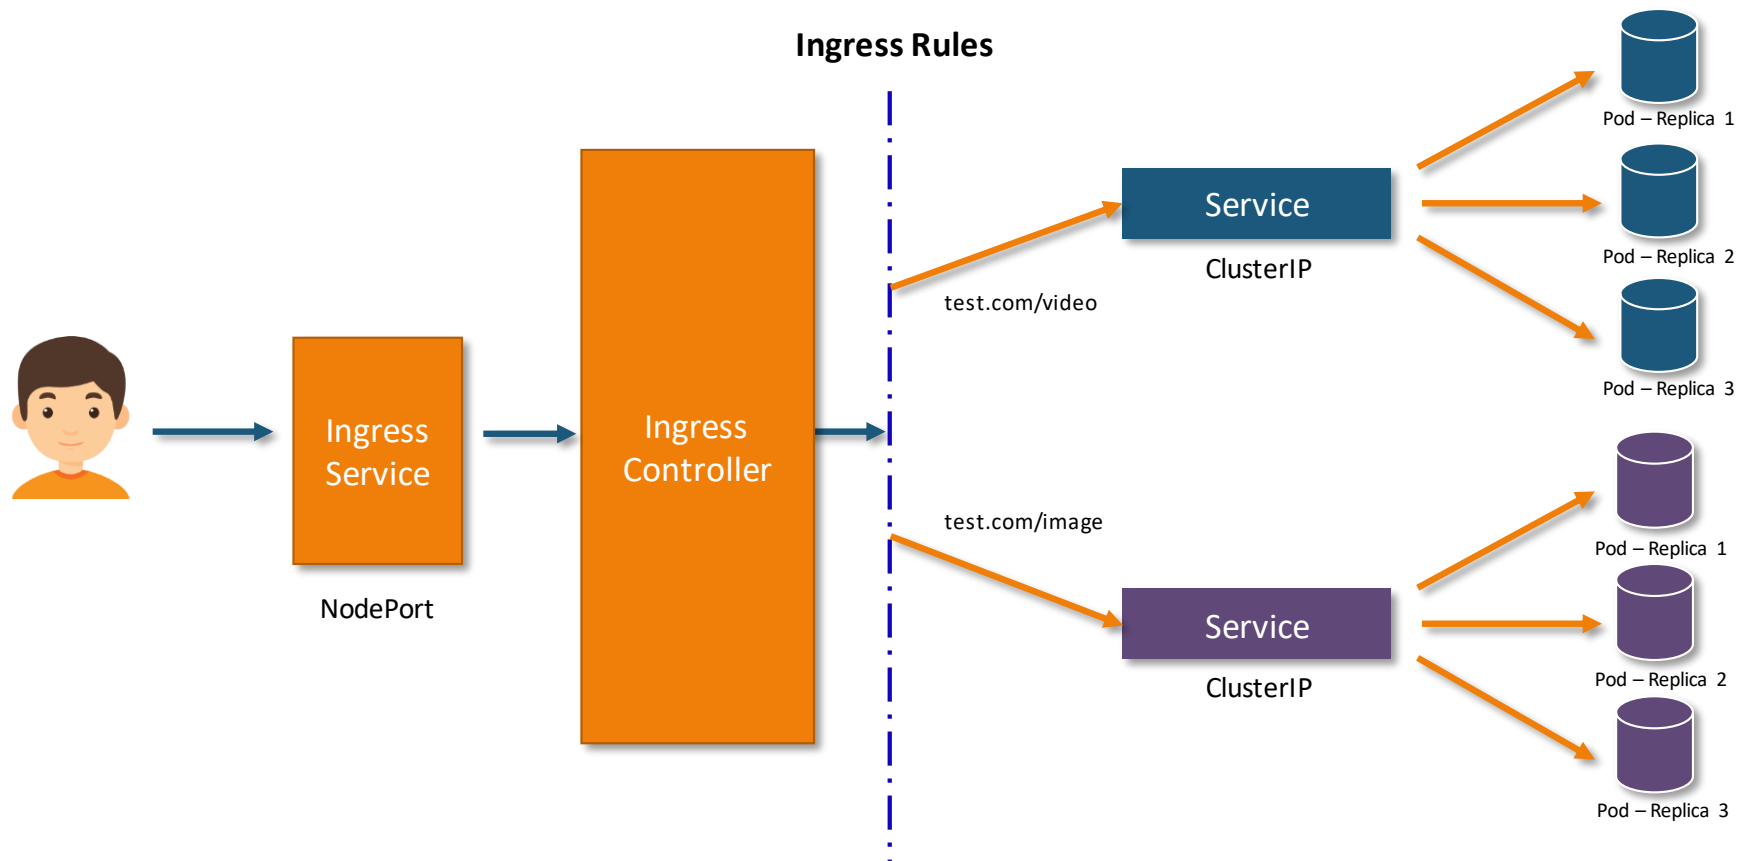 Ingress Rules
Pod – Replica 1
Service
Pod – Replica 2
ClusterIP
test.com/video
Pod – Replica 3
Ingress
Service
NodePort
Ingress
Controller
test.com/image
Pod – Replica 1
Service
Pod – Replica 2
ClusterIP
Pod – Replica 3